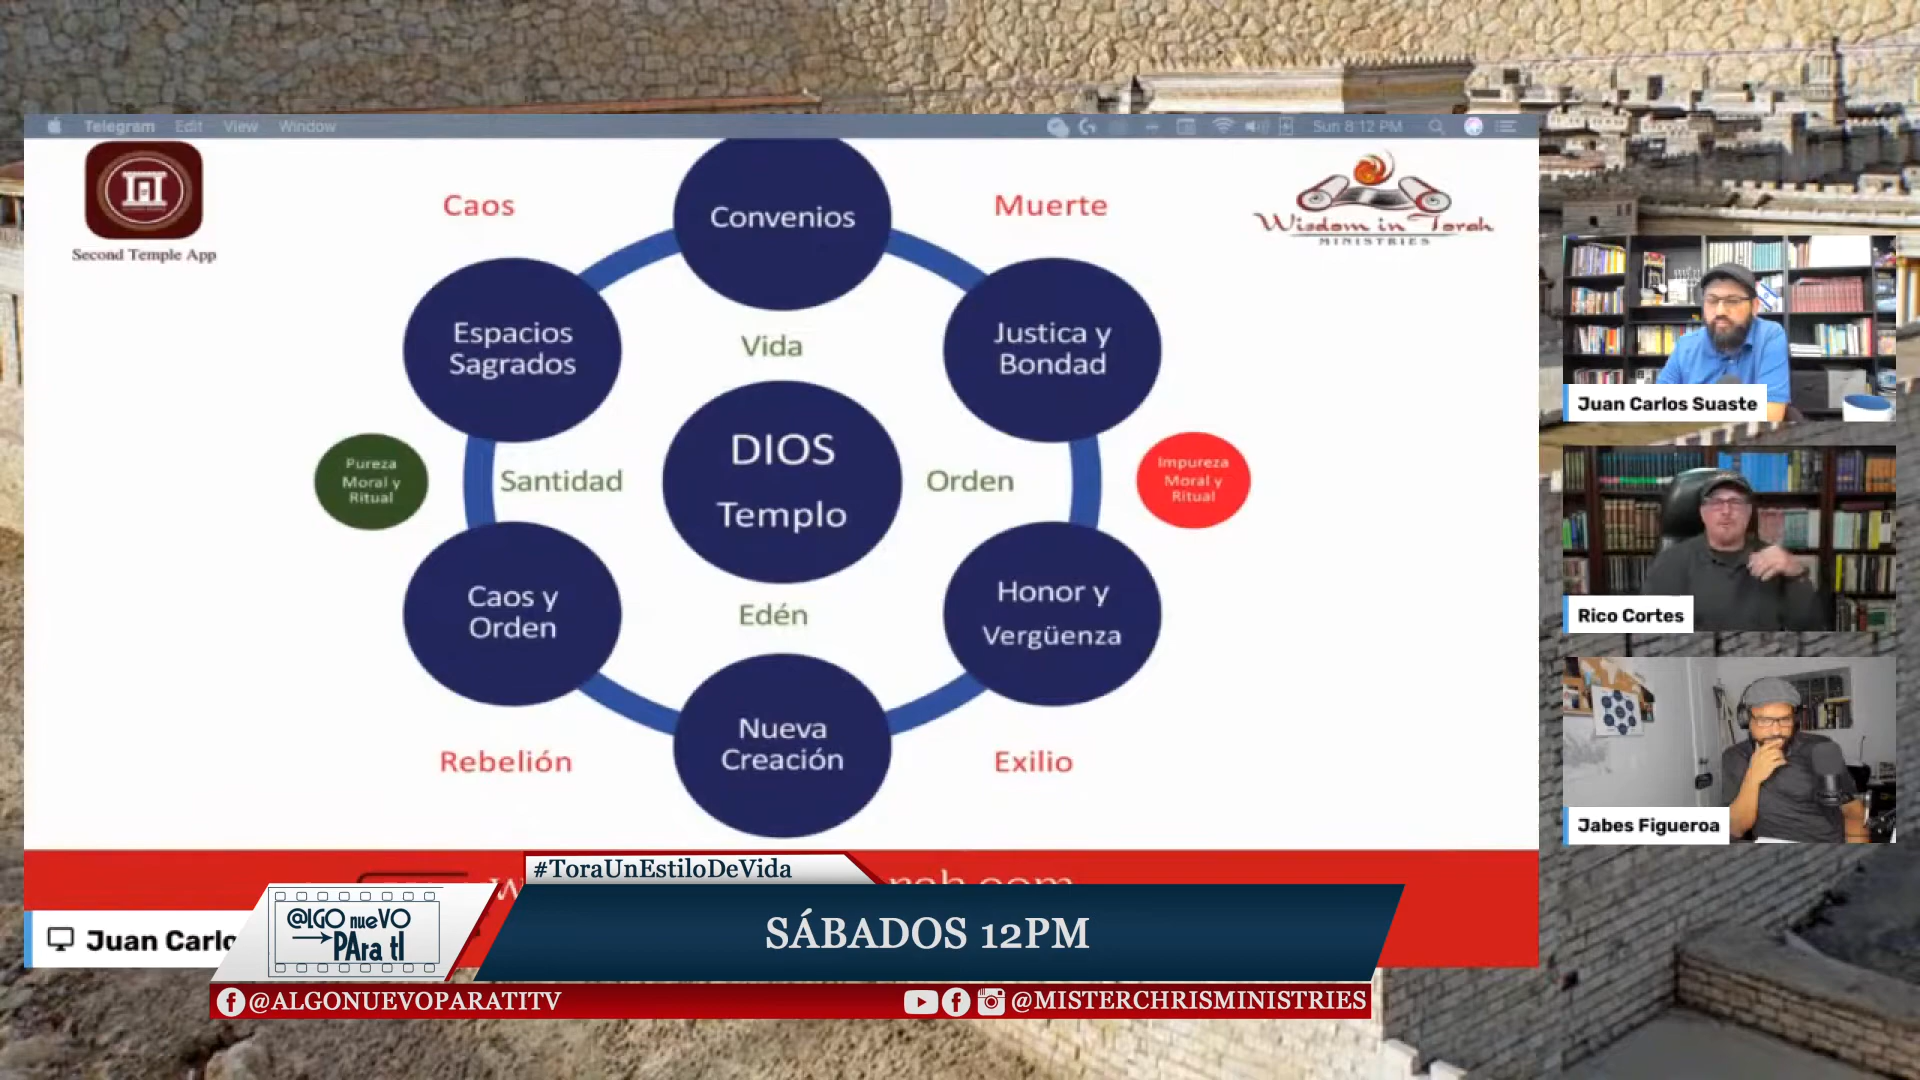 Telegram Edit View Window
Sun 8:12 PM
Second Temple App
Wisdom in Torah
MINISTRIES
Caos
Convenios
Muerte
Espacios
Sagrados
Vida
Justica y
Bondad
Pureza
Moral y
Ritual
Santidad
DIOS
Templo
Orden
Impureza
Moral y
Ritual
Caos y
Orden
Edén
Honor y
Vergüenza
Rebelión
Nueva
Creación
Exilio
Juan Carlos Suaste
Rico Cortes
Jabes Figueroa
#ToraUnEstiloDeVida
Juan Carlo
@LGO nueVO
PAra tI
SÁBADOS 12PM
@ALGONUEVOPARATITV
@MISTERCHRISMINISTRIES